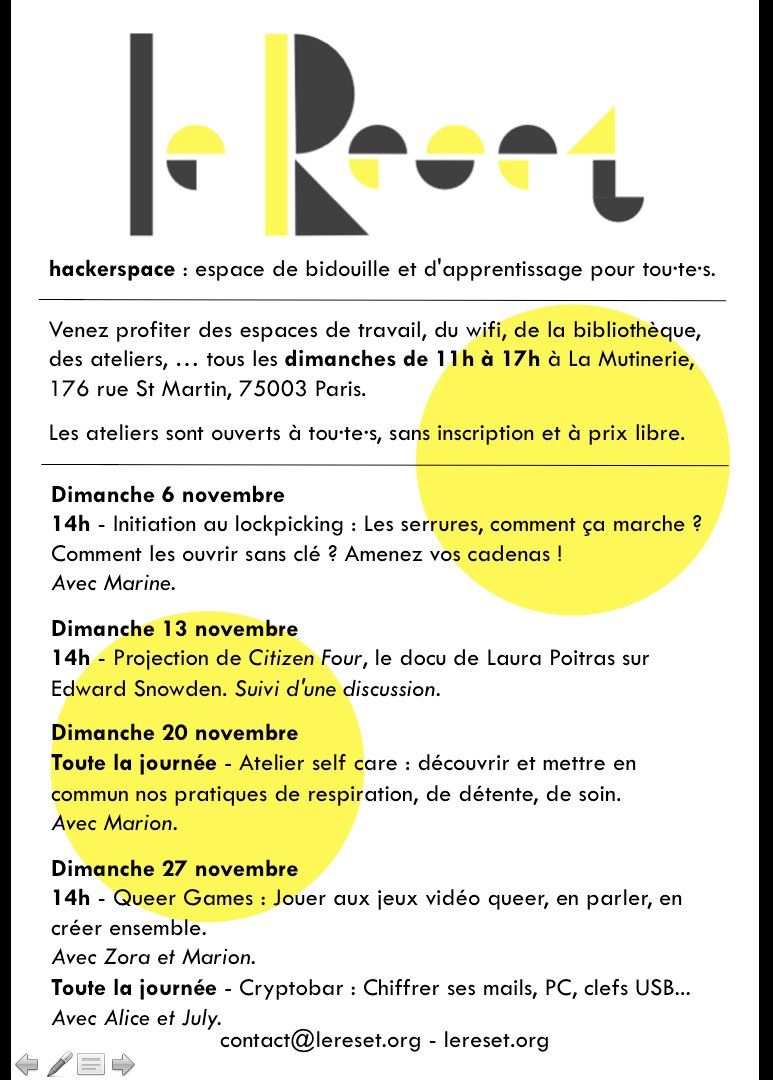 le Reset
hackerspace : espace de bidouille et d'apprentissage pour tou·te·s.
Venez profiter des espaces de travail, du wifi, de la bibliothèque,
des ateliers, … tous les dimanches de 11h à 17h à La Mutinerie,
176 rue St Martin, 75003 Paris.
Les ateliers sont ouverts à tou·te·s, sans inscription et à prix libre.
Dimanche 6 novembre
14h - Initiation au lockpicking : Les serrures, comment ça marche ?
Comment les ouvrir sans clé ? Amenez vos cadenas !
Avec Marine.
Dimanche 13 novembre
14h - Projection de Citizen Four, le docu de Laura Poitras sur
Edward Snowden. Suivi d'une discussion.
Dimanche 20 novembre
Toute la journée - Atelier self care : découvrir et mettre en
commun nos pratiques de respiration, de détente, de soin.
Avec Marion.
Dimanche 27 novembre
14h - Queer Games : Jouer aux jeux vidéo queer, en parler, en
créer ensemble.
Avec Zora et Marion.
Toute la journée - Cryptobar : Chiffrer ses mails, PC, clefs USB...
Avec Alice et July.
contact@lereset.org - lereset.org